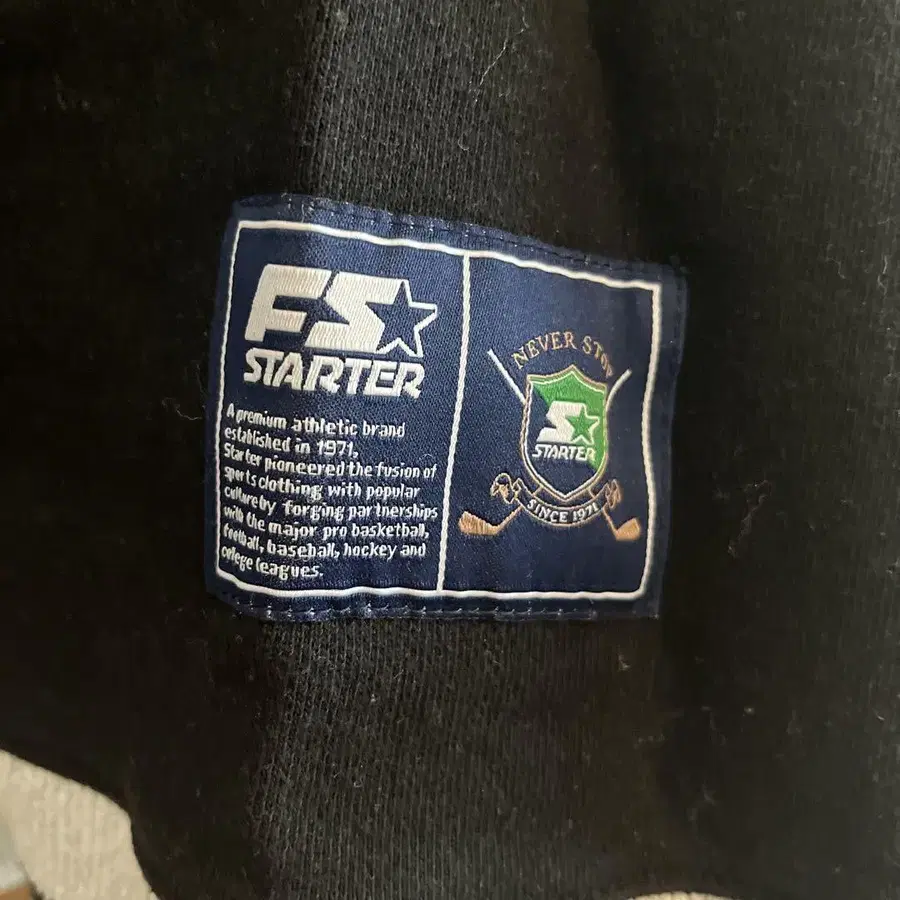 FS
STARTER
A premium athletic brand
established in 1971,
Starter pioneered the fusion of
sports clothing with popular
culture by forging partnerships
with the major pro basketball,
football, baseball, hockey and
college leagues.
NEVER STOP
S
STARTER
SINCE 1971